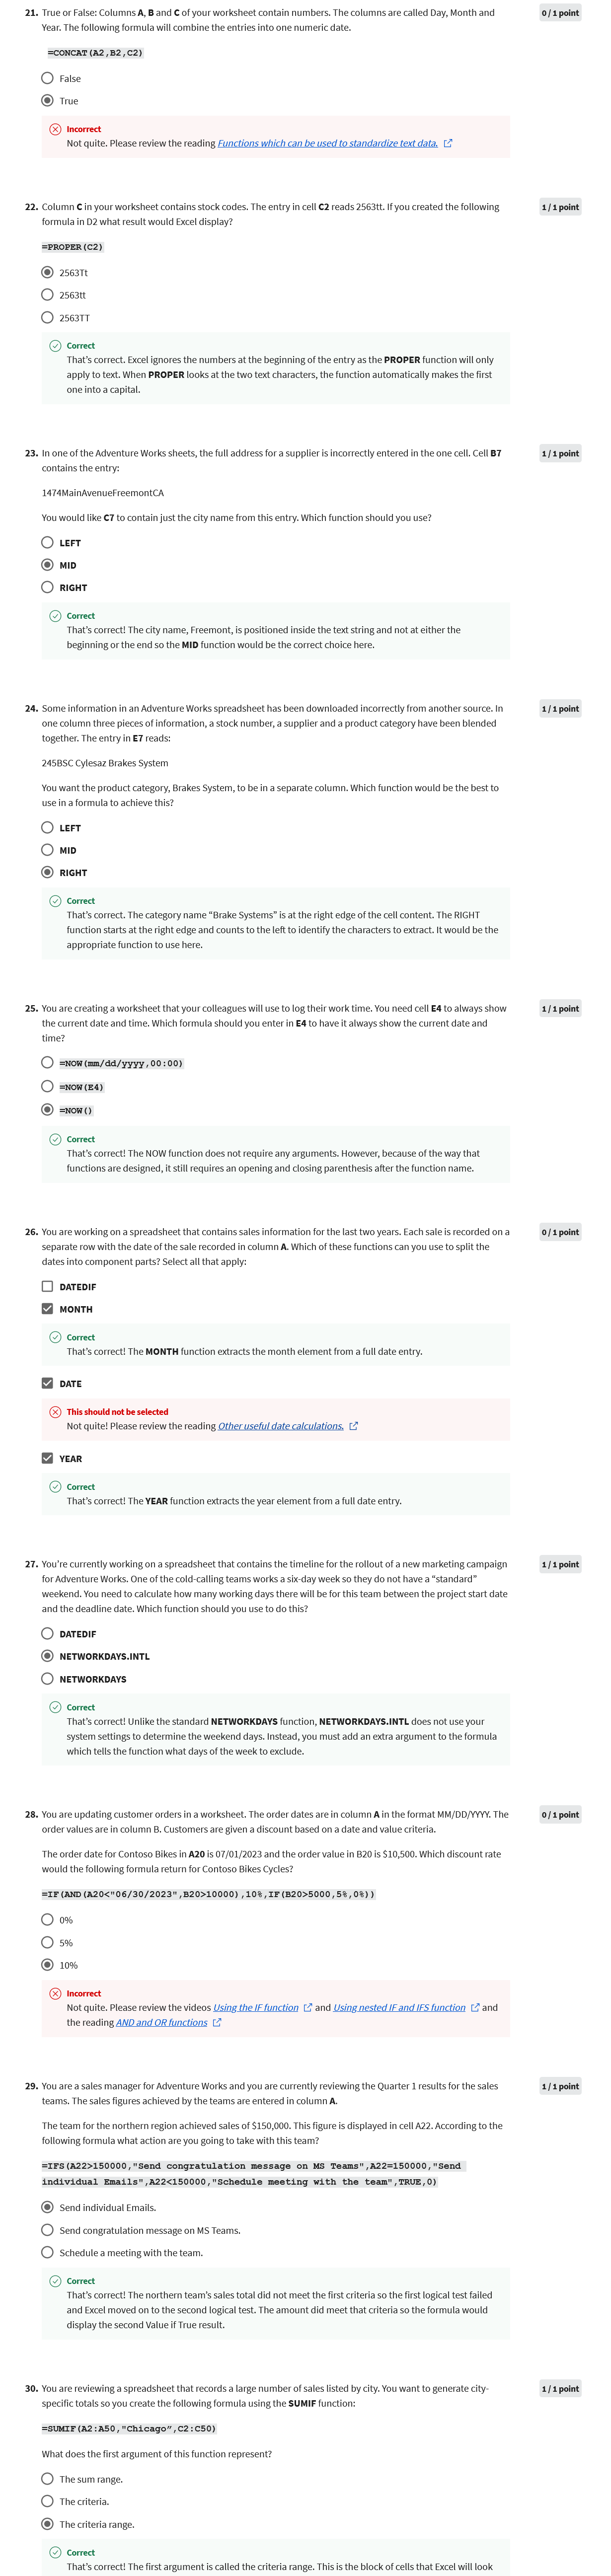 21. True or False: Columns A, B and C of your worksheet contain numbers. The columns are called Day, Month and
Year. The following formula will combine the entries into one numeric date.
0 / 1 point
=CONCAT(A2,B2,C2)
False
True
Incorrect
Not quite. Please review the reading Functions which can be used to standardize text data.
22. Column C in your worksheet contains stock codes. The entry in cell C2 reads 2563tt. If you created the following
formula in D2 what result would Excel display?
1 / 1 point
=PROPER(C2)
2563Tt
2563tt
2563TT
Correct
That's correct. Excel ignores the numbers at the beginning of the entry as the PROPER function will only
apply to text. When PROPER looks at the two text characters, the function automatically makes the first
one into a capital.
23. In one of the Adventure Works sheets, the full address for a supplier is incorrectly entered in the one cell. Cell B7
contains the entry:
1 / 1 point
1474MainAvenueFreemontCA
You would like C7 to contain just the city name from this entry. Which function should you use?
LEFT
MID
RIGHT
Correct
That's correct! The city name, Freemont, is positioned inside the text string and not at either the
beginning or the end so the MID function would be the correct choice here.
24. Some information in an Adventure Works spreadsheet has been downloaded incorrectly from another source. In
one column three pieces of information, a stock number, a supplier and a product category have been blended
together. The entry in E7 reads:
1 / 1 point
245BSC Cylesaz Brakes System
You want the product category, Brakes System, to be in a separate column. Which function would be the best to
use in a formula to achieve this?
LEFT
MID
RIGHT
Correct
That's correct. The category name “Brake Systems” is at the right edge of the cell content. The RIGHT
function starts at the right edge and counts to the left to identify the characters to extract. It would be the
appropriate function to use here.
25. You are creating a worksheet that your colleagues will use to log their work time. You need cell E4 to always show
the current date and time. Which formula should you enter in E4 to have it always show the current date and
time?
1 / 1 point
=NOW(mm/dd/yyyy,00:00)
=NOW(E4)
=NOW()
Correct
That's correct! The NOW function does not require any arguments. However, because of the way that
functions are designed, it still requires an opening and closing parenthesis after the function name.
26. You are working on a spreadsheet that contains sales information for the last two years. Each sale is recorded on a
separate row with the date of the sale recorded in column A. Which of these functions can you use to split the
dates into component parts? Select all that apply:
0 / 1 point
DATEDIF
MONTH
Correct
That's correct! The MONTH function extracts the month element from a full date entry.
DATE
This should not be selected
Not quite! Please review the reading Other useful date calculations.
YEAR
Correct
That's correct! The YEAR function extracts the year element from a full date entry.
27. You're currently working on a spreadsheet that contains the timeline for the rollout of a new marketing campaign
for Adventure Works. One of the cold-calling teams works a six-day week so they do not have a “standard”
weekend. You need to calculate how many working days there will be for this team between the project start date
and the deadline date. Which function should you use to do this?
1 / 1 point
DATEDIF
NETWORKDAYS.INTL
NETWORKDAYS
Correct
That's correct! Unlike the standard NETWORKDAYS function, NETWORKDAYS.INTL does not use your
system settings to determine the weekend days. Instead, you must add an extra argument to the formula
which tells the function what days of the week to exclude.
28. You are updating customer orders in a worksheet. The order dates are in column A in the format MM/DD/YYYY. The
order values are in column B. Customers are given a discount based on a date and value criteria.
0 / 1 point
The order date for Contoso Bikes in A20 is 07/01/2023 and the order value in B20 is $10,500. Which discount rate
would the following formula return for Contoso Bikes Cycles?
=IF(AND(A20<"06/30/2023",B20>10000),10%,IF(B20>5000,5%,0%))
0%
5%
10%
Incorrect
Not quite. Please review the videos Using the IF function and Using nested IF and IFS function and
the reading AND and OR functions
29. You are a sales manager for Adventure Works and you are currently reviewing the Quarter 1 results for the sales
teams. The sales figures achieved by the teams are entered in column A.
1 / 1 point
The team for the northern region achieved sales of $150,000. This figure is displayed in cell A22. According to the
following formula what action are you going to take with this team?
=IFS(A22>150000,"Send congratulation message on MS Teams",A22=150000,"Send
individual Emails",A22<150000,"Schedule meeting with the team",TRUE,0)
Send individual Emails.
Send congratulation message on MS Teams.
Schedule a meeting with the team.
Correct
That's correct! The northern team's sales total did not meet the first criteria so the first logical test failed
and Excel moved on to the second logical test. The amount did meet that criteria so the formula would
display the second Value if True result.
30. You are reviewing a spreadsheet that records a large number of sales listed by city. You want to generate city-
specific totals so you create the following formula using the SUMIF function:
1 / 1 point
=SUMIF(A2:A50,"Chicago”,C2:C50)
What does the first argument of this function represent?
The sum range.
The criteria.
The criteria range.
Correct
That's correct! The first argument is called the criteria range. This is the block of cells that Excel will look